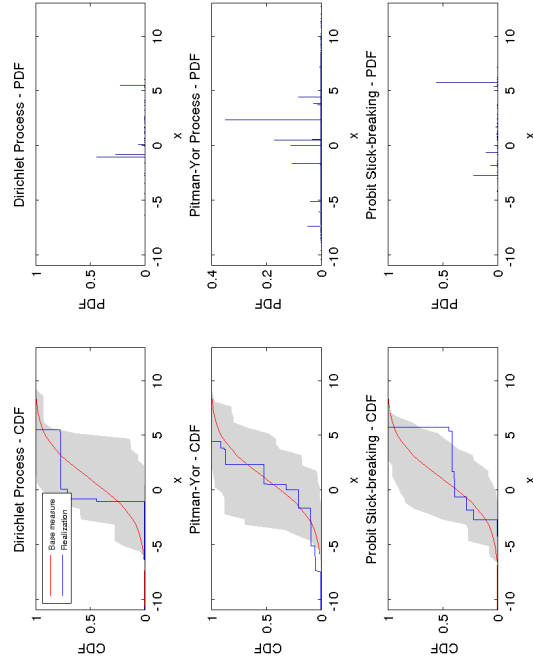 Dirichlet Process - CDF
CDF
1
0.5
0
Base measure
Realization
-10
-5
0
5
10
x
Dirichlet Process - PDF
PDF
1
0.5
0
-10
-5
0
5
10
x
Pitman-Yor - CDF
CDF
1
0.5
0
-10
-5
0
5
10
x
Pitman-Yor Process - PDF
PDF
0.4
0.2
0
-10
-5
0
5
10
x
Probit Stick-breaking - CDF
CDF
1
0.5
0
-10
-5
0
5
10
x
Probit Stick-breaking - PDF
PDF
1
0.5
0
-10
-5
0
5
10
x